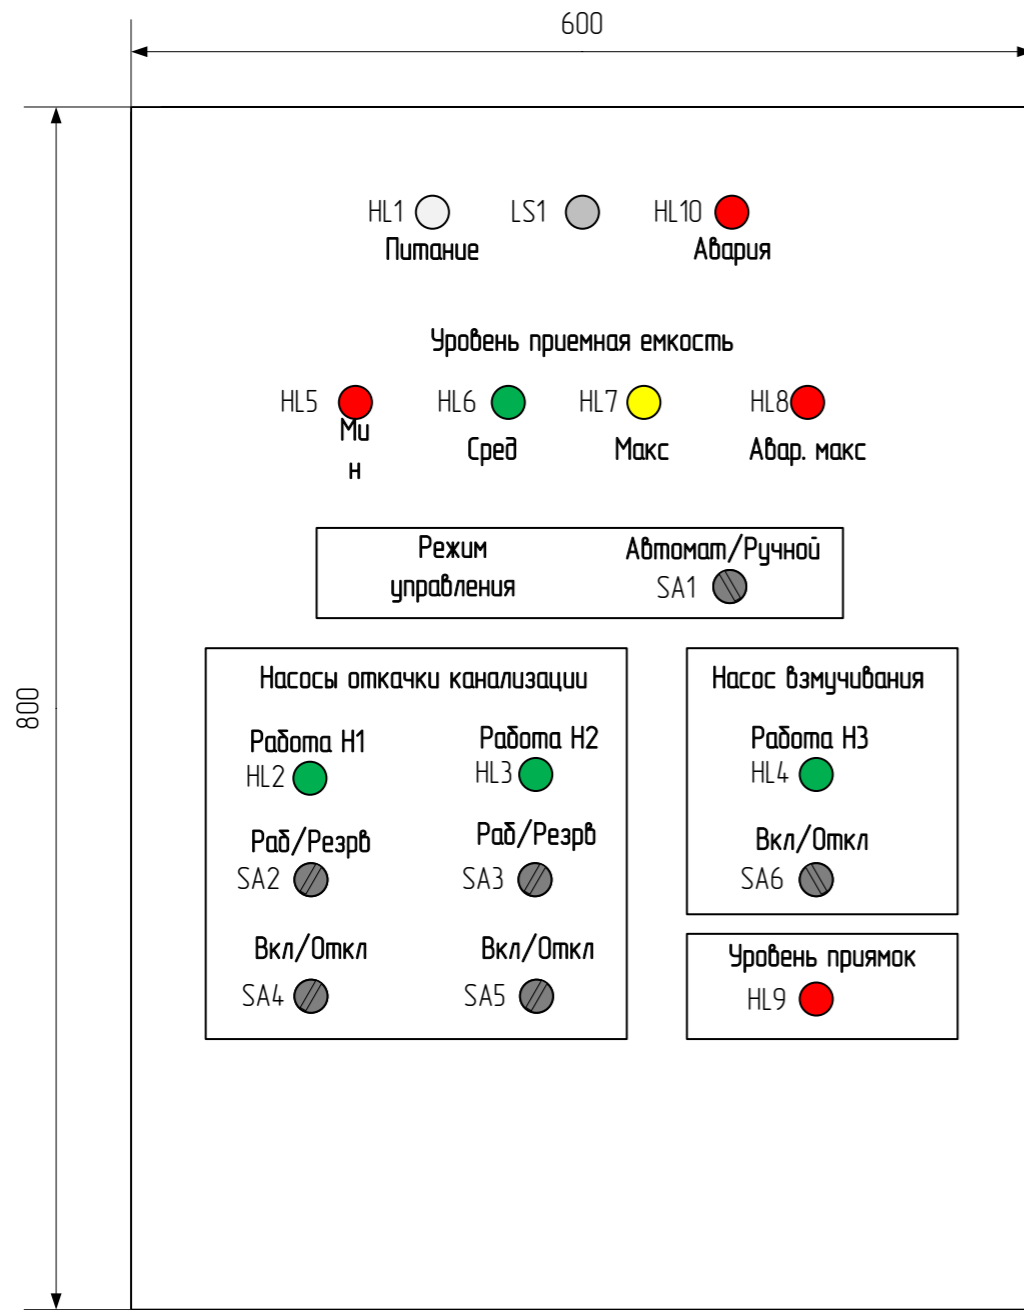 600
800
HL1
LS1
HL10
Питание
Авария
Уровень приемная емкость
HL5
HL6
HL7
HL8
Ми
н
Сред
Макс
Авар. макс
Режим
управления
Автомат/Ручной
SA1
Насосы откачки канализации
Работа Н1
HL2
Работа Н2
HL3
Раб/Резрв
SA2
Раб/Резрв
SA3
Вкл/Откл
SA4
Вкл/Откл
SA5
Насос взмучивания
Работа Н3
HL4
Вкл/Откл
SA6
Уровень приямок
HL9